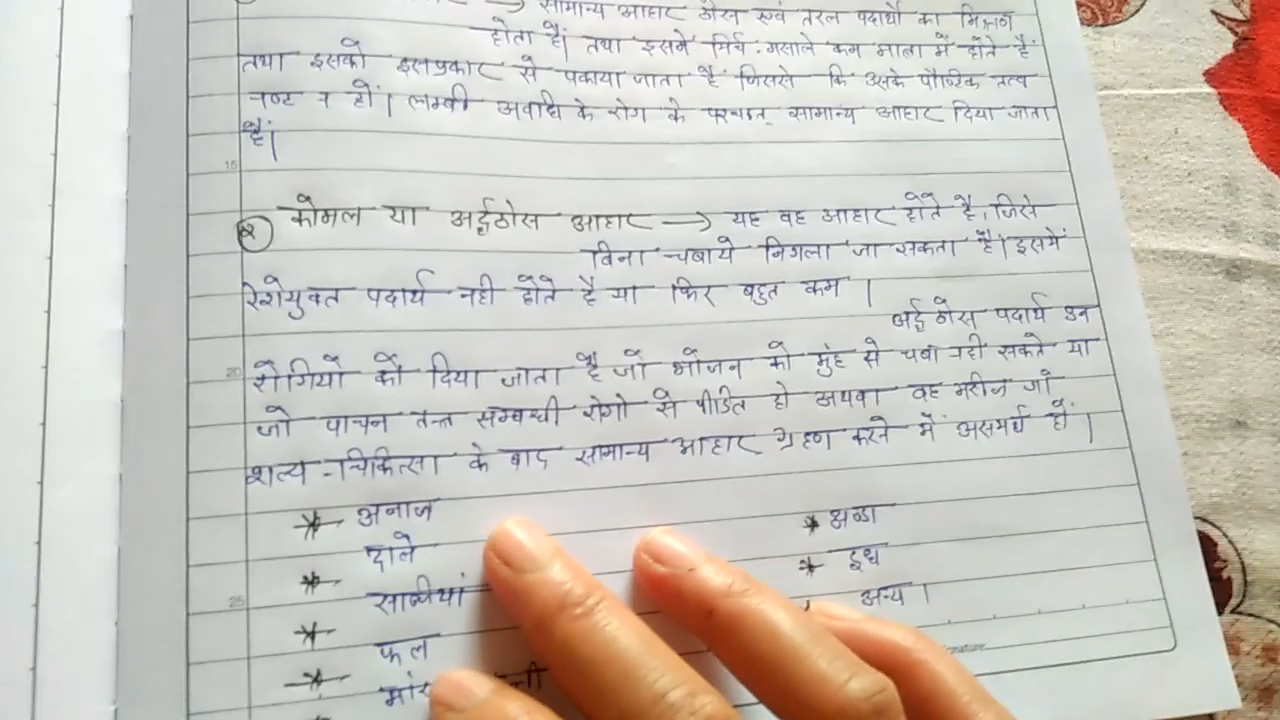 → सामान्य आहार ठोस एवं तरल पदार्थो का मिश्रण
होता है। तथा इसमे मिर्च-मसाले कम मात्रा में होते है
तथा इसको इसप्रकार से पकाया जाता है जिससे कि उसके पौष्टिक तत्व
नष्ट न हों। लम्बी अवधि के रोग के पश्चात् सामान्य आहार दिया जाता
है।
15
२ कोमल या अर्द्धठोस आहार → यह वह आहार होते है, जिसे
बिना चबाये निगला जा सकता है। इसमें
रेशेयुक्त पदार्थ नही होते है या फिर बहुत कम।
अर्द्ध ठोस पदार्थ उन
20 रोगियों को दिया जाता है जो भोजन को मुंह से चबा नही सकते या
जो पाचन तन्त्र सम्बन्धी रोगो से पीडित हो अथवा वह मरीज जो
शल्य-चिकित्सा के बाद सामान्य आहार ग्रहण करने में असमर्थ हों।
* अनाज
* दाले
25 * सब्जियां
* फल
* अण्डा
* दूध
अन्य।